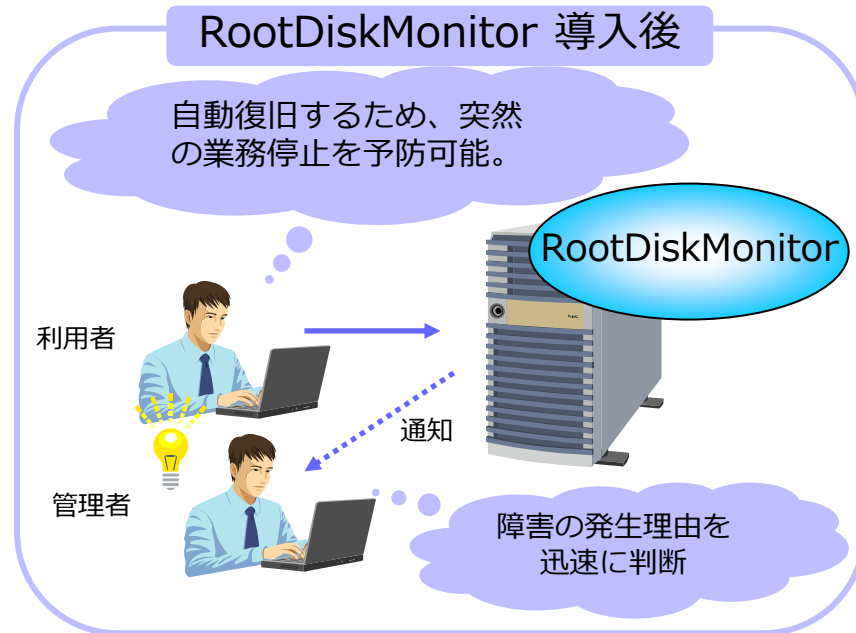 RootDiskMonitor 導入後
自動復旧するため、突然
の業務停止を予防可能。
RootDiskMonitor
利用者
通知
管理者
障害の発生理由を
迅速に判断